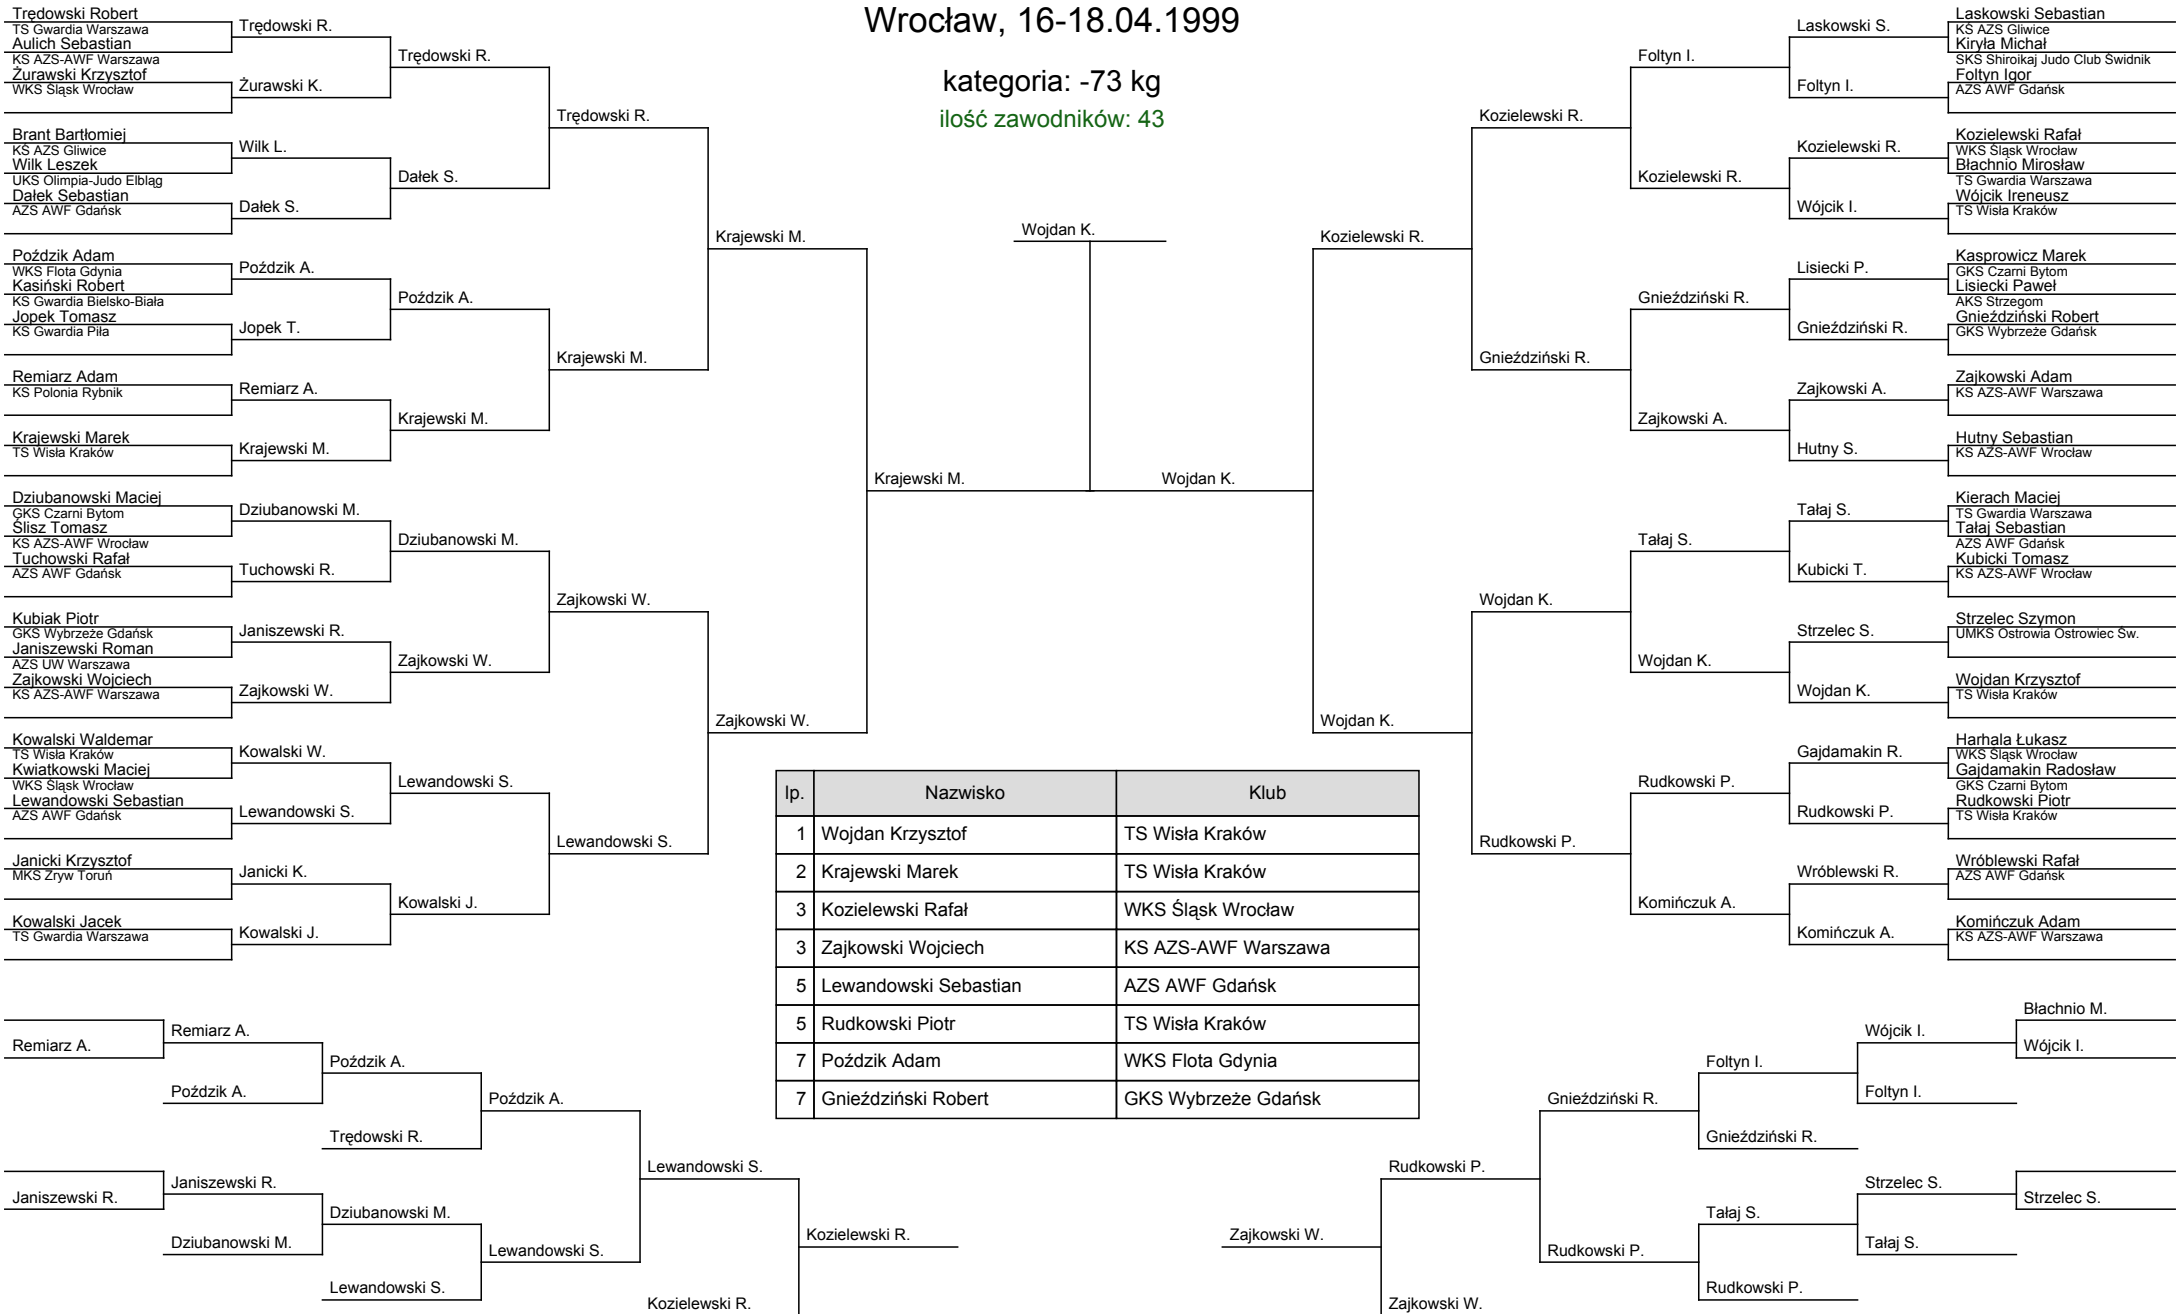 Wrocław, 16-18.04.1999
kategoria: -73 kg
ilość zawodników: 43
Trędowski Robert
TS Gwardia Warszawa
Aulich Sebastian
KS AZS-AWF Warszawa
Żurawski Krzysztof
WKS Śląsk Wrocław
Brant Bartłomiej
KS AZS Gliwice
Wilk Leszek
UKS Olimpia-Judo Elbląg
Dałek Sebastian
AZS AWF Gdańsk
Poździk Adam
WKS Flota Gdynia
Kasiński Robert
KS Gwardia Bielsko-Biała
Jopek Tomasz
KS Gwardia Piła
Remiarz Adam
KS Polonia Rybnik
Krajewski Marek
TS Wisła Kraków
Dziubanowski Maciej
GKS Czarni Bytom
Ślisz Tomasz
KS AZS-AWF Wrocław
Tuchowski Rafał
AZS AWF Gdańsk
Kubiak Piotr
GKS Wybrzeże Gdańsk
Janiszewski Roman
AZS UW Warszawa
Zajkowski Wojciech
KS AZS-AWF Warszawa
Kowalski Waldemar
TS Wisła Kraków
Kwiatkowski Maciej
WKS Śląsk Wrocław
Lewandowski Sebastian
AZS AWF Gdańsk
Janicki Krzysztof
MKS Zryw Toruń
Kowalski Jacek
TS Gwardia Warszawa
Trędowski R.
Żurawski K.
Wilk L.
Dałek S.
Poździk A.
Jopek T.
Remiarz A.
Krajewski M.
Dziubanowski M.
Tuchowski R.
Janiszewski R.
Zajkowski W.
Kowalski W.
Lewandowski S.
Janicki K.
Kowalski J.
Trędowski R.
Dałek S.
Poździk A.
Krajewski M.
Dziubanowski M.
Zajkowski W.
Lewandowski S.
Kowalski J.
Trędowski R.
Krajewski M.
Zajkowski W.
Lewandowski S.
Krajewski M.
Zajkowski W.
Krajewski M.
Wojdan K.
Wojdan K.
Kozielewski R.
Wojdan K.
Kozielewski R.
Gnieździński R.
Wojdan K.
Rudkowski P.
Foltyn I.
Kozielewski R.
Gnieździński R.
Zajkowski A.
Tałaj S.
Wojdan K.
Rudkowski P.
Komińczuk A.
Laskowski S.
Foltyn I.
Kozielewski R.
Wójcik I.
Lisiecki P.
Gnieździński R.
Zajkowski A.
Hutny S.
Tałaj S.
Kubicki T.
Strzelec S.
Wojdan K.
Gajdamakin R.
Rudkowski P.
Wróblewski R.
Komińczuk A.
Laskowski Sebastian
KS AZS Gliwice
Kiryła Michał
SKS Shiroikaj Judo Club Świdnik
Foltyn Igor
AZS AWF Gdańsk
Kozielewski Rafał
WKS Śląsk Wrocław
Błachnio Mirosław
TS Gwardia Warszawa
Wójcik Ireneusz
TS Wisła Kraków
Kasprowicz Marek
GKS Czarni Bytom
Lisiecki Paweł
AKS Strzegom
Gnieździński Robert
GKS Wybrzeże Gdańsk
Zajkowski Adam
KS AZS-AWF Warszawa
Hutny Sebastian
KS AZS-AWF Wrocław
Kierach Maciej
TS Gwardia Warszawa
Tałaj Sebastian
AZS AWF Gdańsk
Kubicki Tomasz
KS AZS-AWF Wrocław
Strzelec Szymon
UMKS Ostrowia Ostrowiec Św.
Wojdan Krzysztof
TS Wisła Kraków
Harhala Łukasz
WKS Śląsk Wrocław
Gajdamakin Radosław
GKS Czarni Bytom
Rudkowski Piotr
TS Wisła Kraków
Wróblewski Rafał
AZS AWF Gdańsk
Komińczuk Adam
KS AZS-AWF Warszawa
lp. Nazwisko Klub
1 Wojdan Krzysztof TS Wisła Kraków
2 Krajewski Marek TS Wisła Kraków
3 Kozielewski Rafał WKS Śląsk Wrocław
3 Zajkowski Wojciech KS AZS-AWF Warszawa
5 Lewandowski Sebastian AZS AWF Gdańsk
5 Rudkowski Piotr TS Wisła Kraków
7 Poździk Adam WKS Flota Gdynia
7 Gnieździński Robert GKS Wybrzeże Gdańsk
Remiarz A.
Janiszewski R.
Remiarz A.
Poździk A.
Janiszewski R.
Dziubanowski M.
Poździk A.
Trędowski R.
Dziubanowski M.
Lewandowski S.
Poździk A.
Lewandowski S.
Lewandowski S.
Kozielewski R.
Kozielewski R.
Zajkowski W.
Rudkowski P.
Zajkowski W.
Gnieździński R.
Rudkowski P.
Foltyn I.
Gnieździński R.
Tałaj S.
Rudkowski P.
Wójcik I.
Foltyn I.
Strzelec S.
Tałaj S.
Błachnio M.
Wójcik I.
Strzelec S.